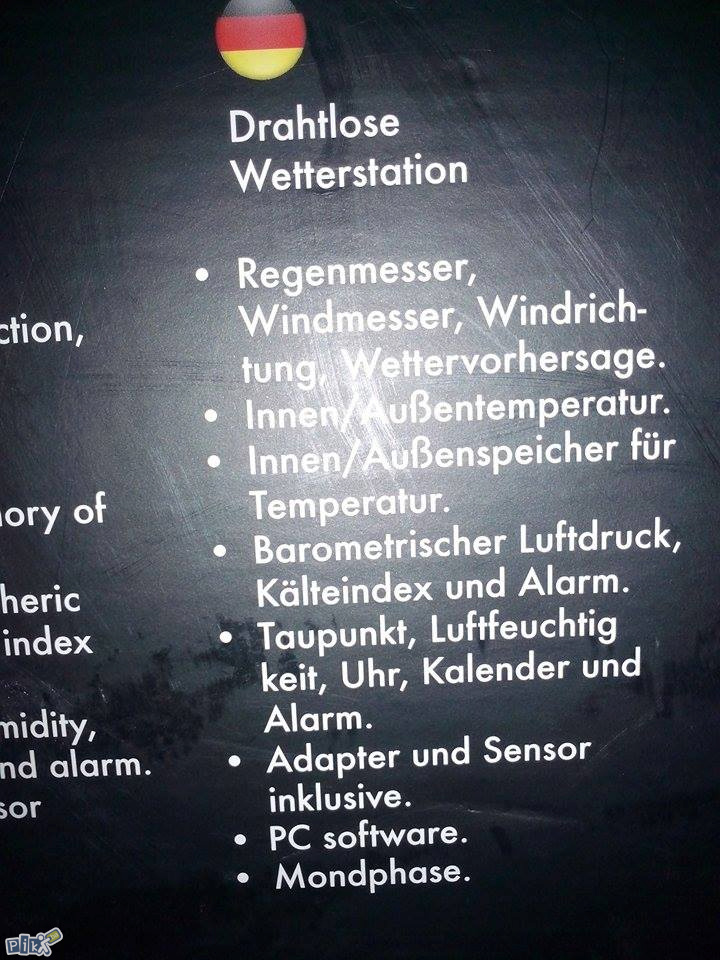 Drahtlose
Wetterstation
• Regenmesser,
Windmesser, Windrich-
tung, Wettervorhersage.
• Innen/Außentemperatur.
• Innen/Außenspeicher für
Temperatur.
• Barometrischer Luftdruck,
Kälteindex und Alarm.
• Taupunkt, Luftfeuchtig
keit, Uhr, Kalender und
Alarm.
• Adapter und Sensor
inklusive.
• PC software.
• Mondphase.
ction,
ory of
heric
index
midity,
nd alarm.
sor